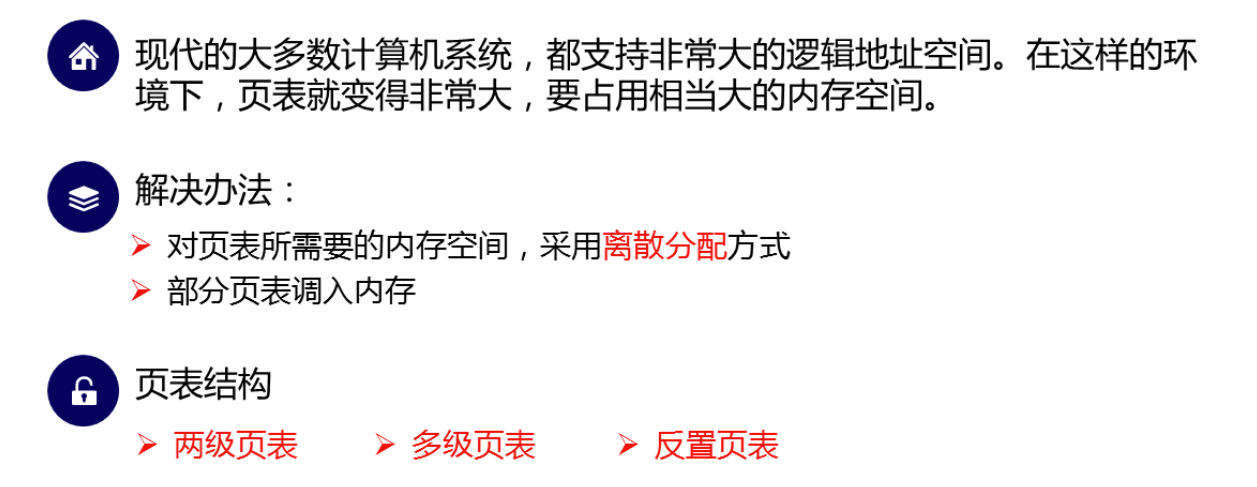 现代的大多数计算机系统，都支持非常大的逻辑地址空间。在这样的环
境下，页表就变得非常大，要占用相当大的内存空间。
解决办法：
➢ 对页表所需要的内存空间，采用离散分配方式
➢ 部分页表调入内存
页表结构
➢ 两级页表 ➢ 多级页表 ➢ 反置页表